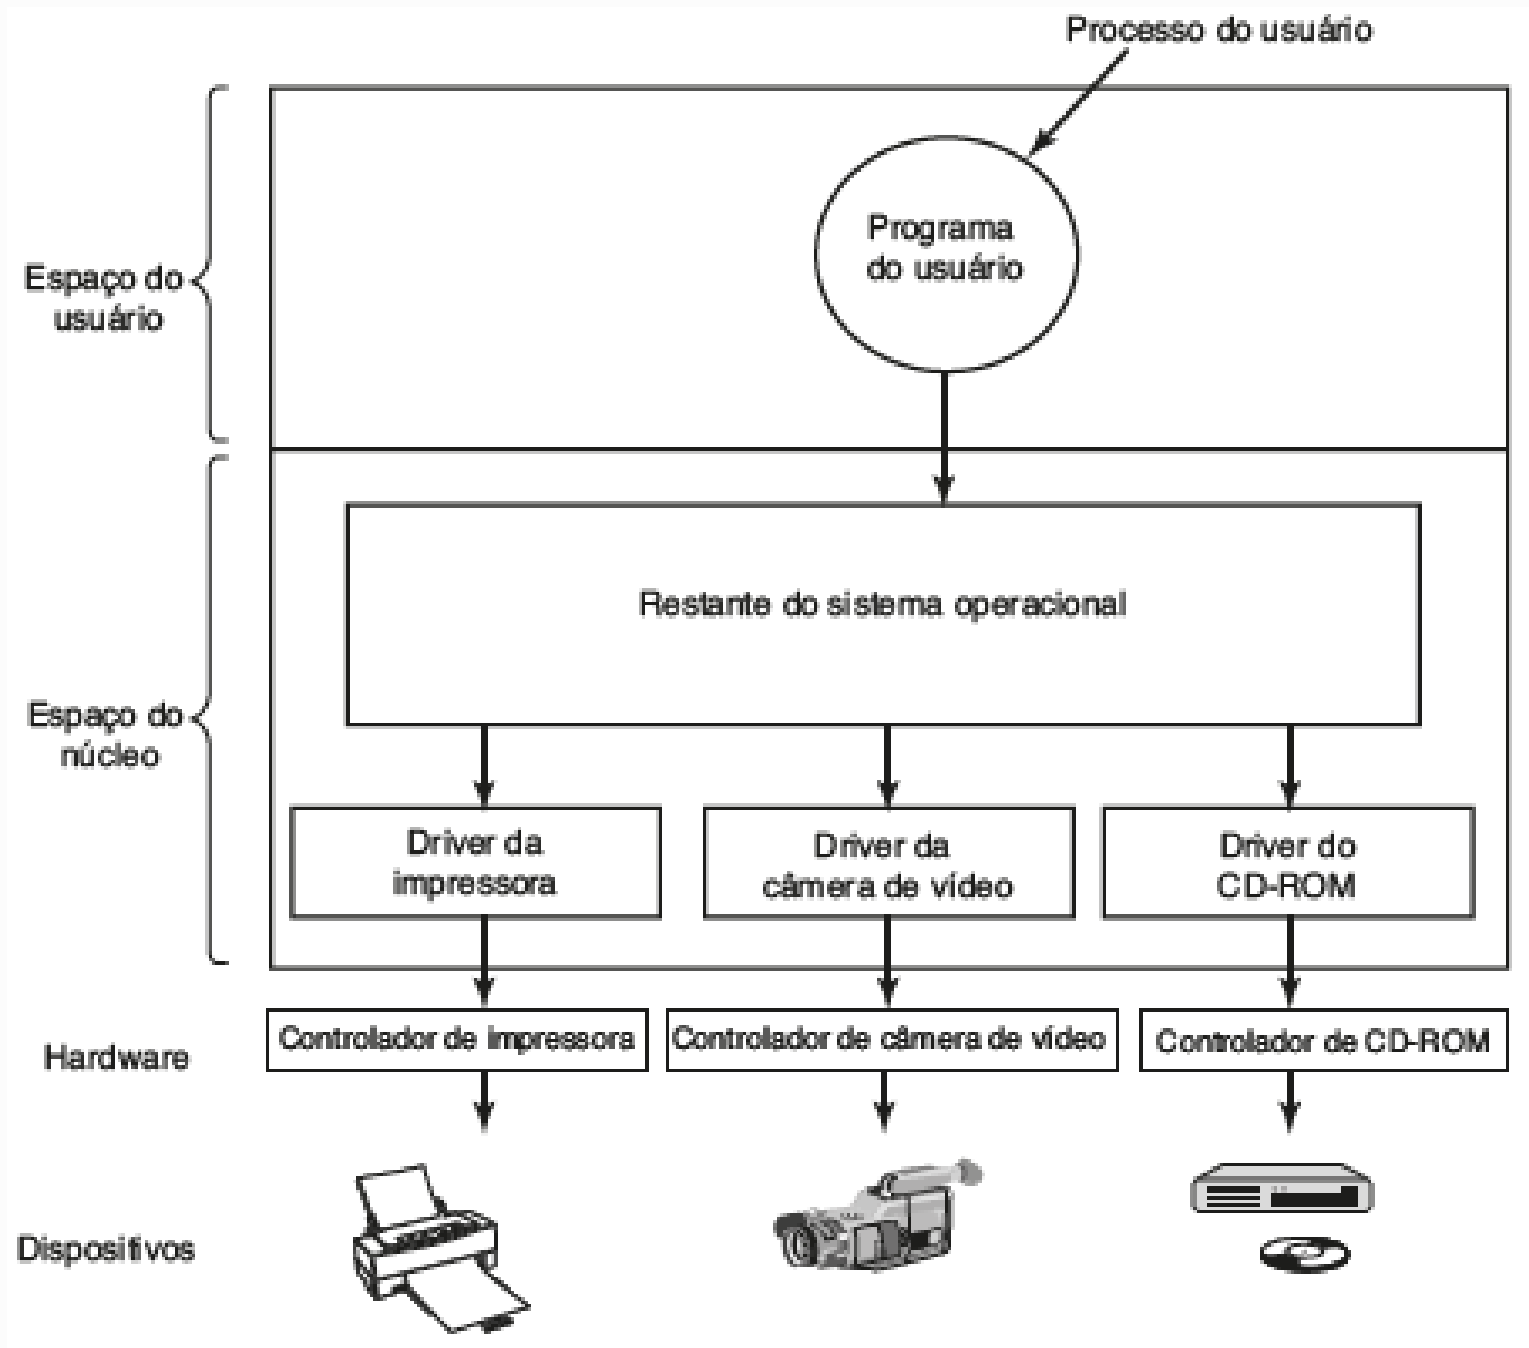 Processo do usuário
Programa
do usuário
Espaço do
usuário
Restante do sistema operacional
Espaço do
núcleo
Driver da
impressora
Driver da
câmera de vídeo
Driver do
CD-ROM
Hardware
Controlador de impressora
Controlador de câmera de vídeo
Controlador de CD-ROM
Dispositivos